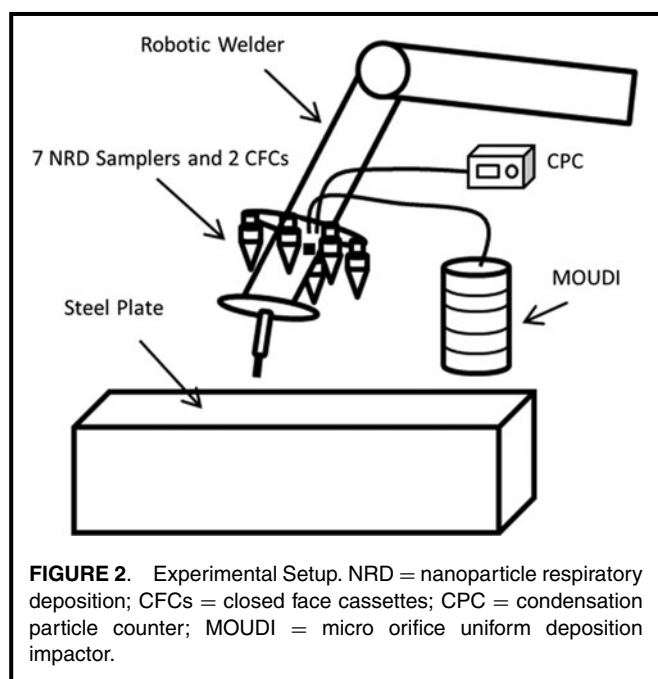 Robotic Welder
7 NRD Samplers and 2 CFCs
CPC
MOUDI
Steel Plate
FIGURE 2. Experimental Setup. NRD = nanoparticle respiratory
deposition; CFCs = closed face cassettes; CPC = condensation
particle counter; MOUDI = micro orifice uniform deposition
impactor.